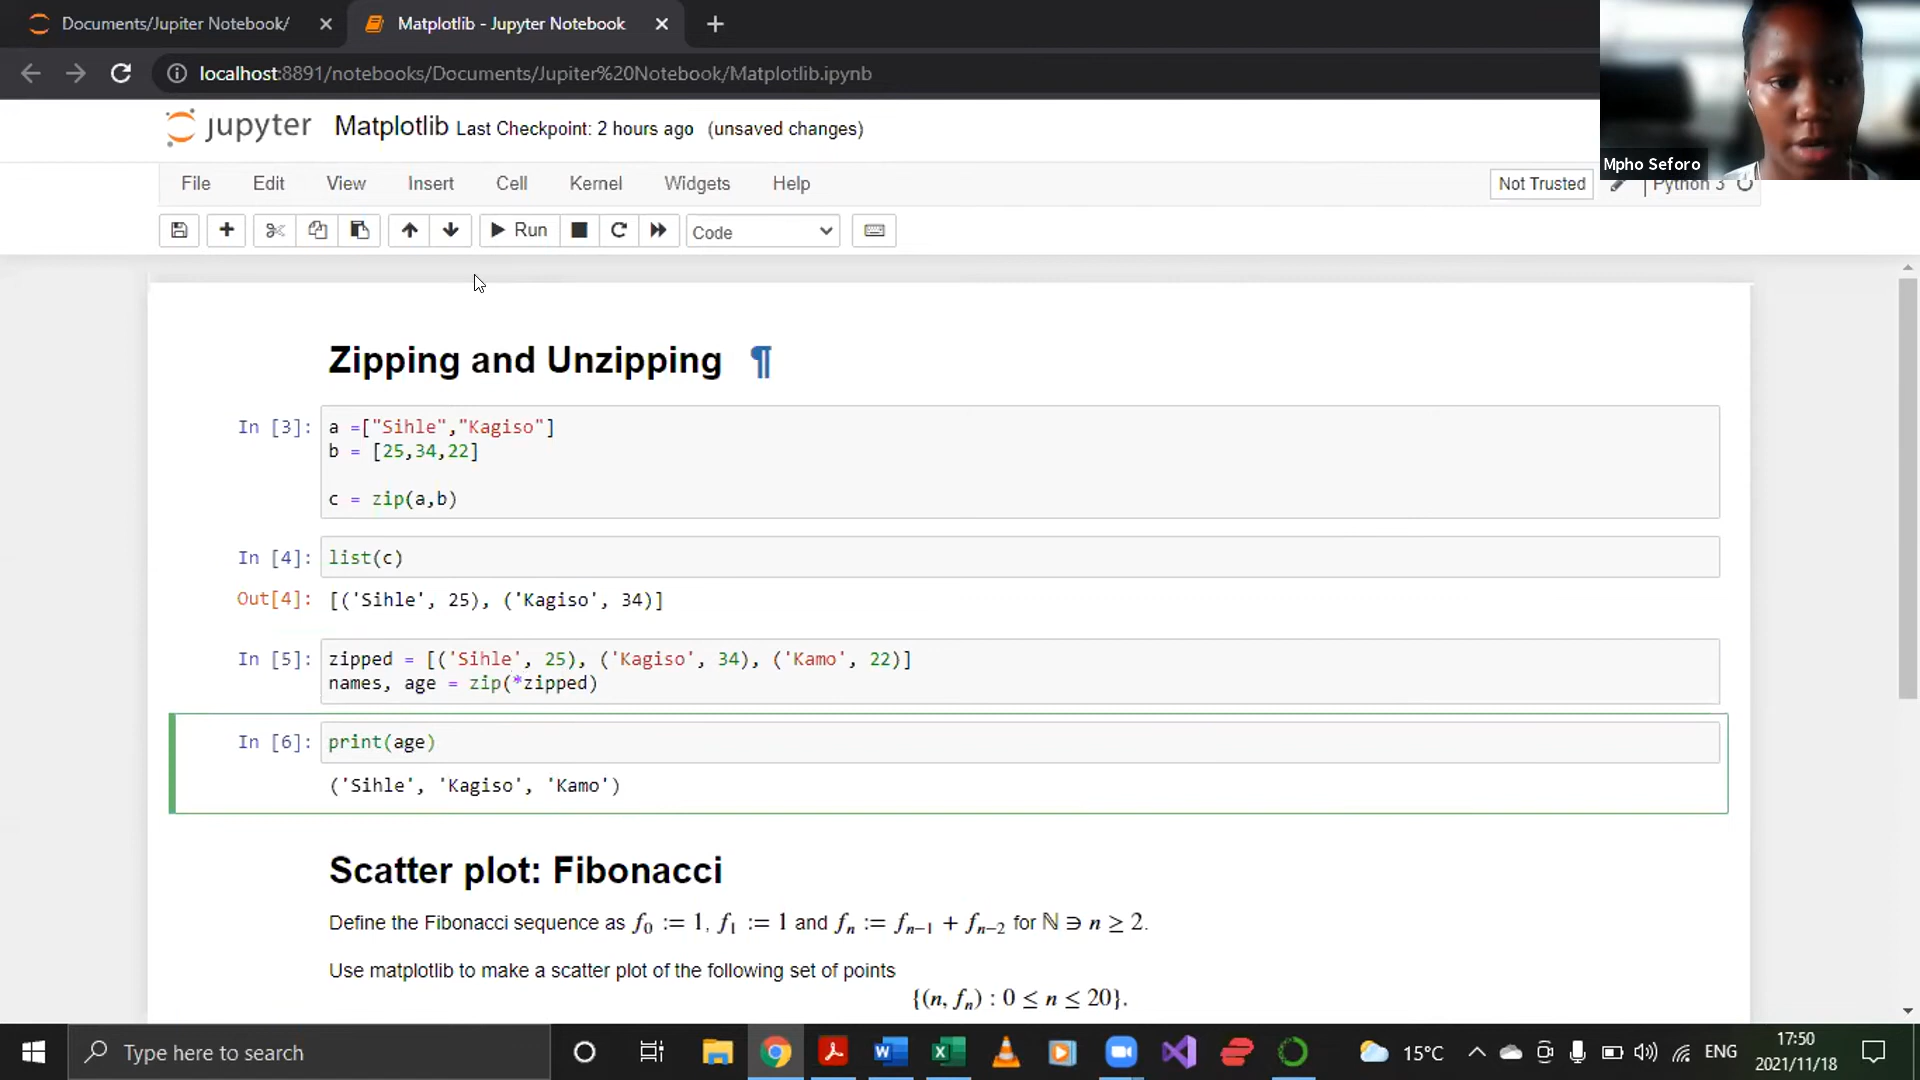 Documents/Jupiter Notebook/
Matplotlib - Jupyter Notebook
localhost:8891/notebooks/Documents/Jupiter%20Notebook/Matplotlib.ipynb
jupyter Matplotlib Last Checkpoint: 2 hours ago (unsaved changes)
Mpho Seforo
File Edit View Insert Cell Kernel Widgets Help
Not Trusted Python 3
Run Code
Zipping and Unzipping ¶
In [3]: a =["Sihle","Kagiso"]
b = [25,34,22]
c = zip(a,b)
In [4]: list(c)
Out[4]: [('Sihle', 25), ('Kagiso', 34)]
In [5]: zipped = [('Sihle', 25), ('Kagiso', 34), ('Kamo', 22)]
names, age = zip(*zipped)
In [6]: print(age)
('Sihle', 'Kagiso', 'Kamo')
Scatter plot: Fibonacci
Define the Fibonacci sequence as f₀ := 1, f₁ := 1 and fₙ := fₙ₋₁ + fₙ₋₂ for ℕ ∋ n ≥ 2.
Use matplotlib to make a scatter plot of the following set of points
{(n, fₙ) : 0 ≤ n ≤ 20}.
Type here to search
15°C
ENG
17:50
2021/11/18